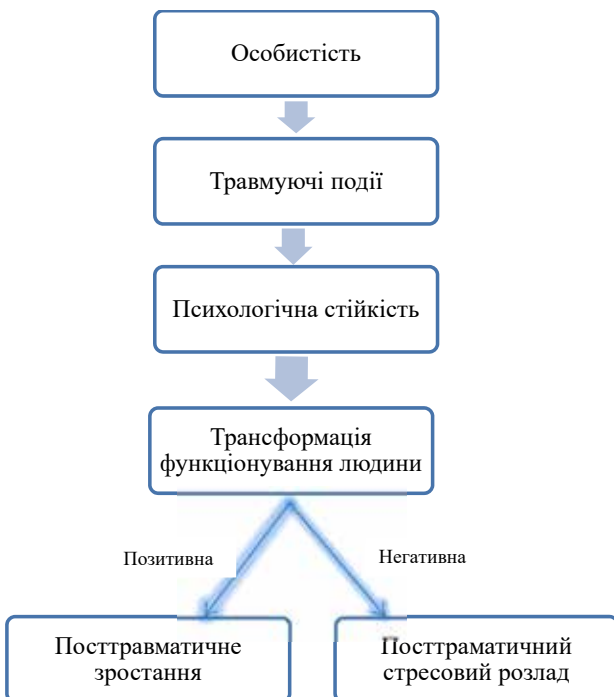 Особистість
Травмуючі події
Психологічна стійкість
Трансформація
функціонування людини
Позитивна
Негативна
Посттравматичне
зростання
Посттраматичний
стресовий розлад